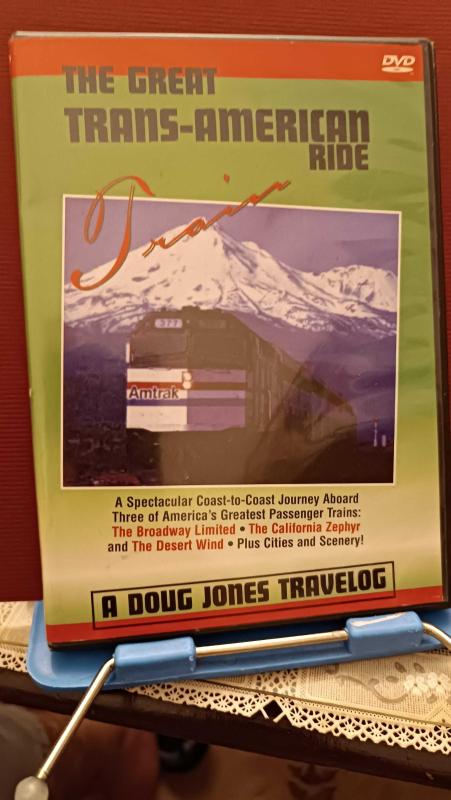 DVD
THE GREAT
TRANS-AMERICAN
RIDE
Train
377
Amtrak
A Spectacular Coast-to-Coast Journey Aboard
Three of America's Greatest Passenger Trains:
The Broadway Limited • The California Zephyr
and The Desert Wind • Plus Cities and Scenery!
A DOUG JONES TRAVELOG